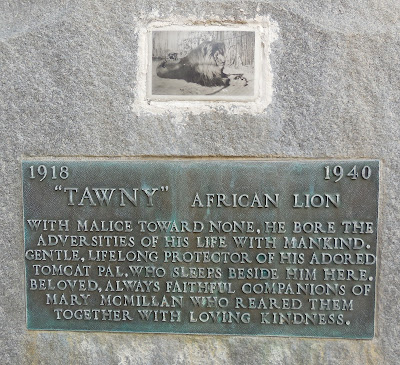 1918 1940
"TAWNY" AFRICAN LION
WITH MALICE TOWARD NONE, HE BORE THE
ADVERSITIES OF HIS LIFE WITH MANKIND.
GENTLE, LIFELONG PROTECTOR OF HIS ADORED
TOMCAT PAL, WHO SLEEPS BESIDE HIM HERE.
BELOVED, ALWAYS FAITHFUL COMPANIONS OF
MARY MCMILLAN WHO REARED THEM
TOGETHER WITH LOVING KINDNESS.